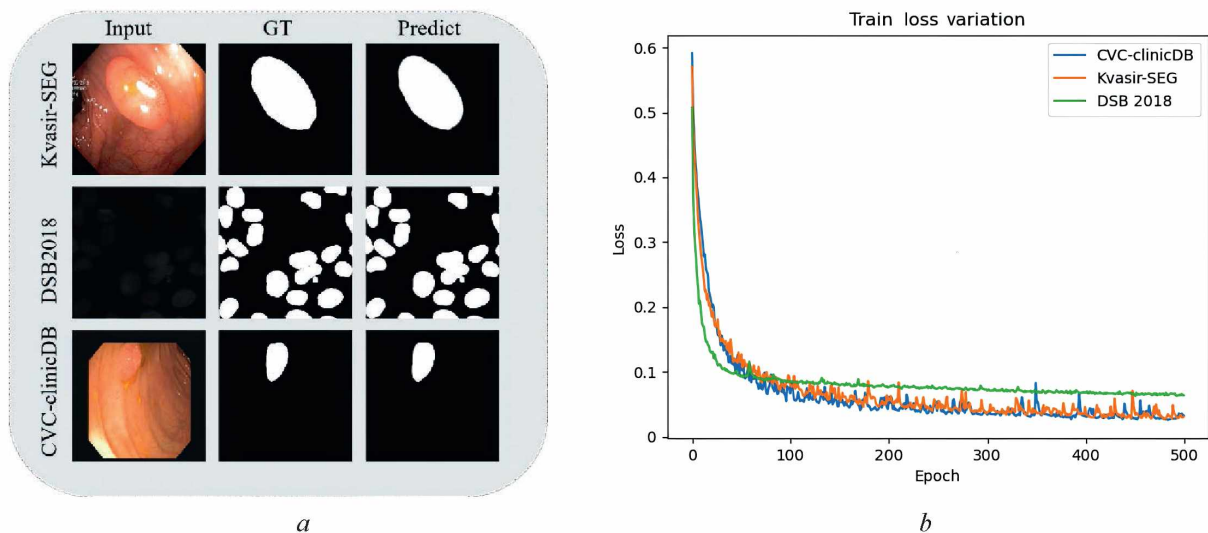 Input GT Predict
Kvasir-SEG
DSB2018
CVC-clinicDB
a
Train loss variation
CVC-clinicDB
Kvasir-SEG
DSB 2018
Loss
0.6
0.5
0.4
0.3
0.2
0.1
0
0 100 200 300 400 500
Epoch
b